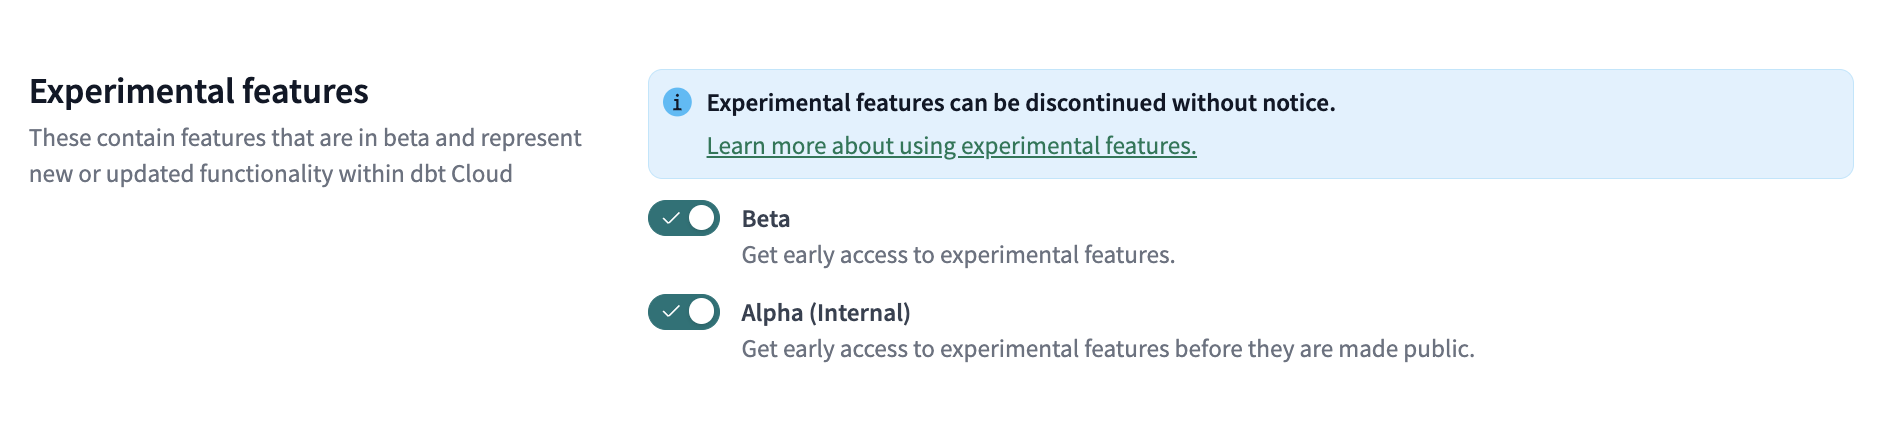 Experimental features
These contain features that are in beta and represent
new or updated functionality within dbt Cloud
Experimental features can be discontinued without notice.
Learn more about using experimental features.
Beta
Get early access to experimental features.
Alpha (Internal)
Get early access to experimental features before they are made public.